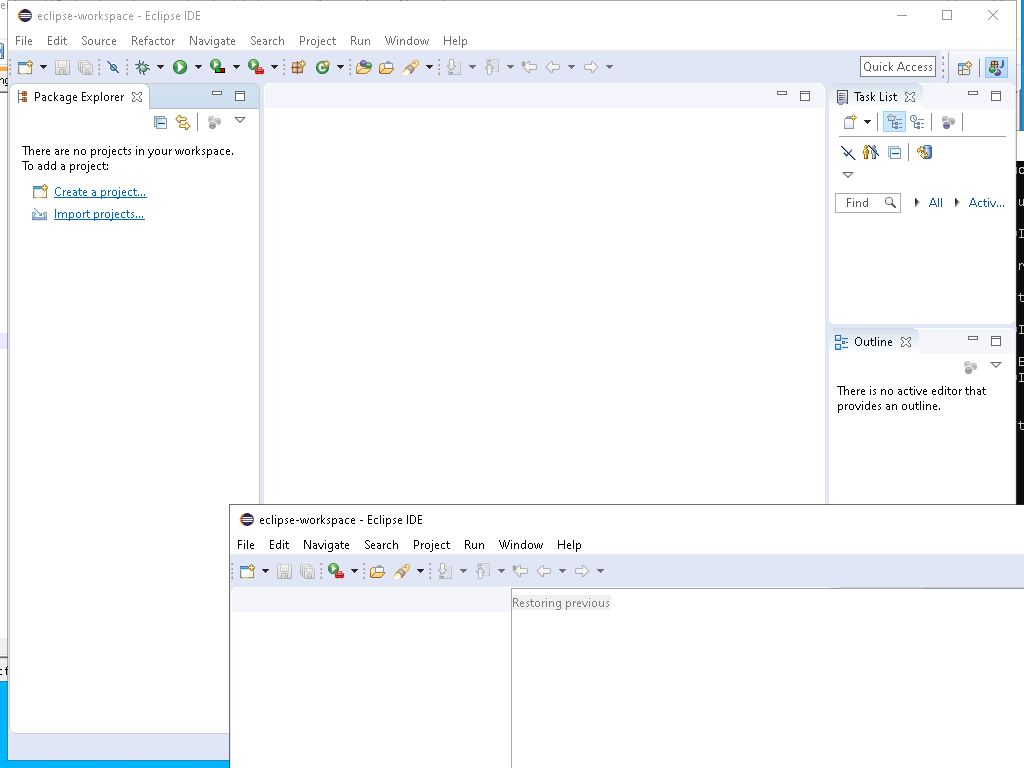 eclipse-workspace - Eclipse IDE
File Edit Source Refactor Navigate Search Project Run Window Help
Quick Access
Package Explorer
Task List
There are no projects in your workspace.
To add a project:
Create a project...
Import projects...
Find All Activ...
Outline
There is no active editor that
provides an outline.
eclipse-workspace - Eclipse IDE
File Edit Navigate Search Project Run Window Help
Restoring previous